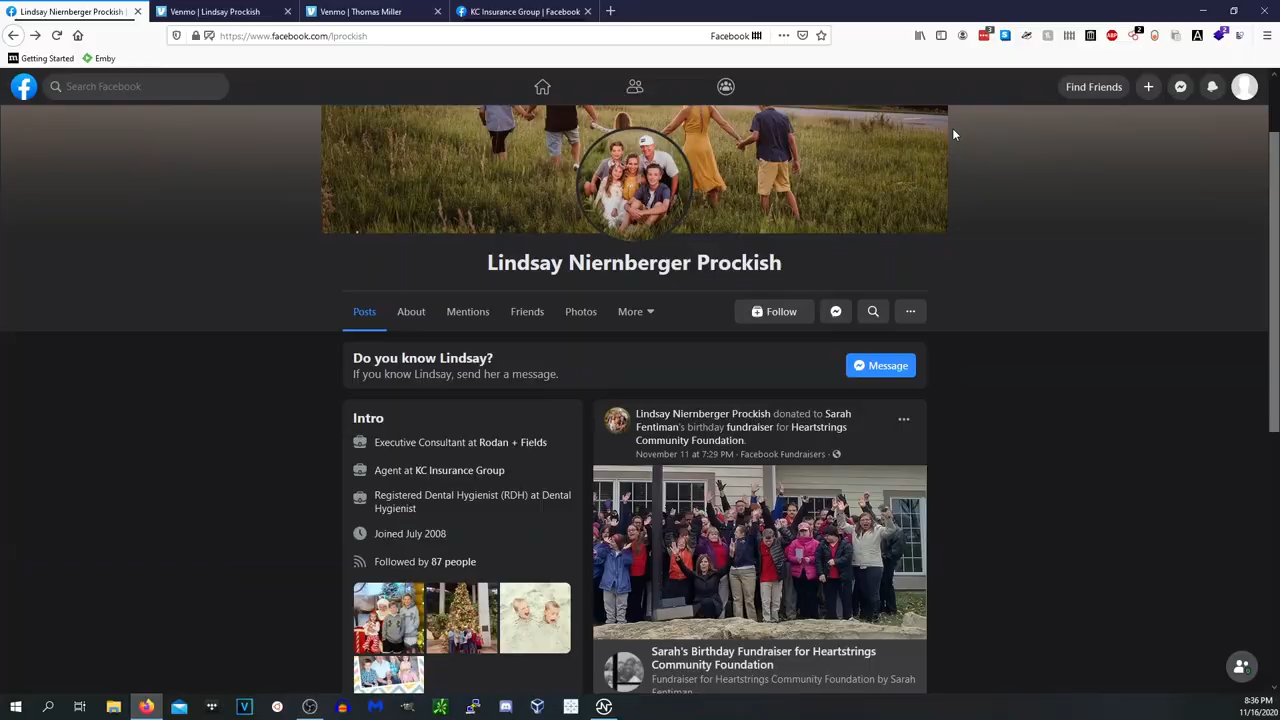 Lindsay Niernberger Prockish
Venmo | Lindsay Prockish
Venmo | Thomas Miller
KC Insurance Group | Facebook
https://www.facebook.com/lprockish
Facebook
Getting Started
Emby
Search Facebook
Find Friends
Lindsay Niernberger Prockish
Posts
About
Mentions
Friends
Photos
More
Follow
Do you know Lindsay?
If you know Lindsay, send her a message.
Message
Intro
Executive Consultant at Rodan + Fields
Agent at KC Insurance Group
Registered Dental Hygienist (RDH) at Dental
Hygienist
Joined July 2008
Followed by 87 people
Lindsay Niernberger Prockish donated to Sarah
Fentiman's birthday fundraiser for Heartstrings
Community Foundation.
November 11 at 7:29 PM · Facebook Fundraisers ·
Sarah's Birthday Fundraiser for Heartstrings
Community Foundation
Fundraiser for Heartstrings Community Foundation by Sarah
Fentiman
8:36 PM
11/16/2020